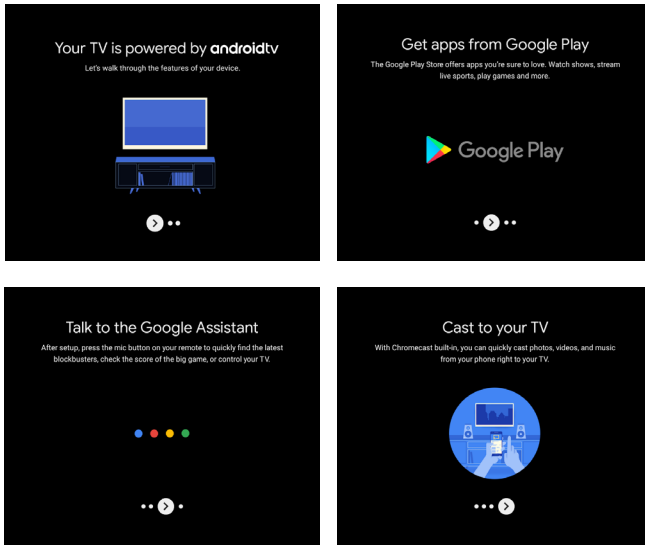 Your TV is powered by androidtv
Let's walk through the features of your device.
Get apps from Google Play
The Google Play Store offers apps you're sure to love. Watch shows, stream
live sports, play games and more.
Google Play
Talk to the Google Assistant
After setup, press the mic button on your remote to quickly find the latest
blockbusters, check the score of the big game, or control your TV.
Cast to your TV
With Chromecast built-in, you can quickly cast photos, videos, and music
from your phone right to your TV.